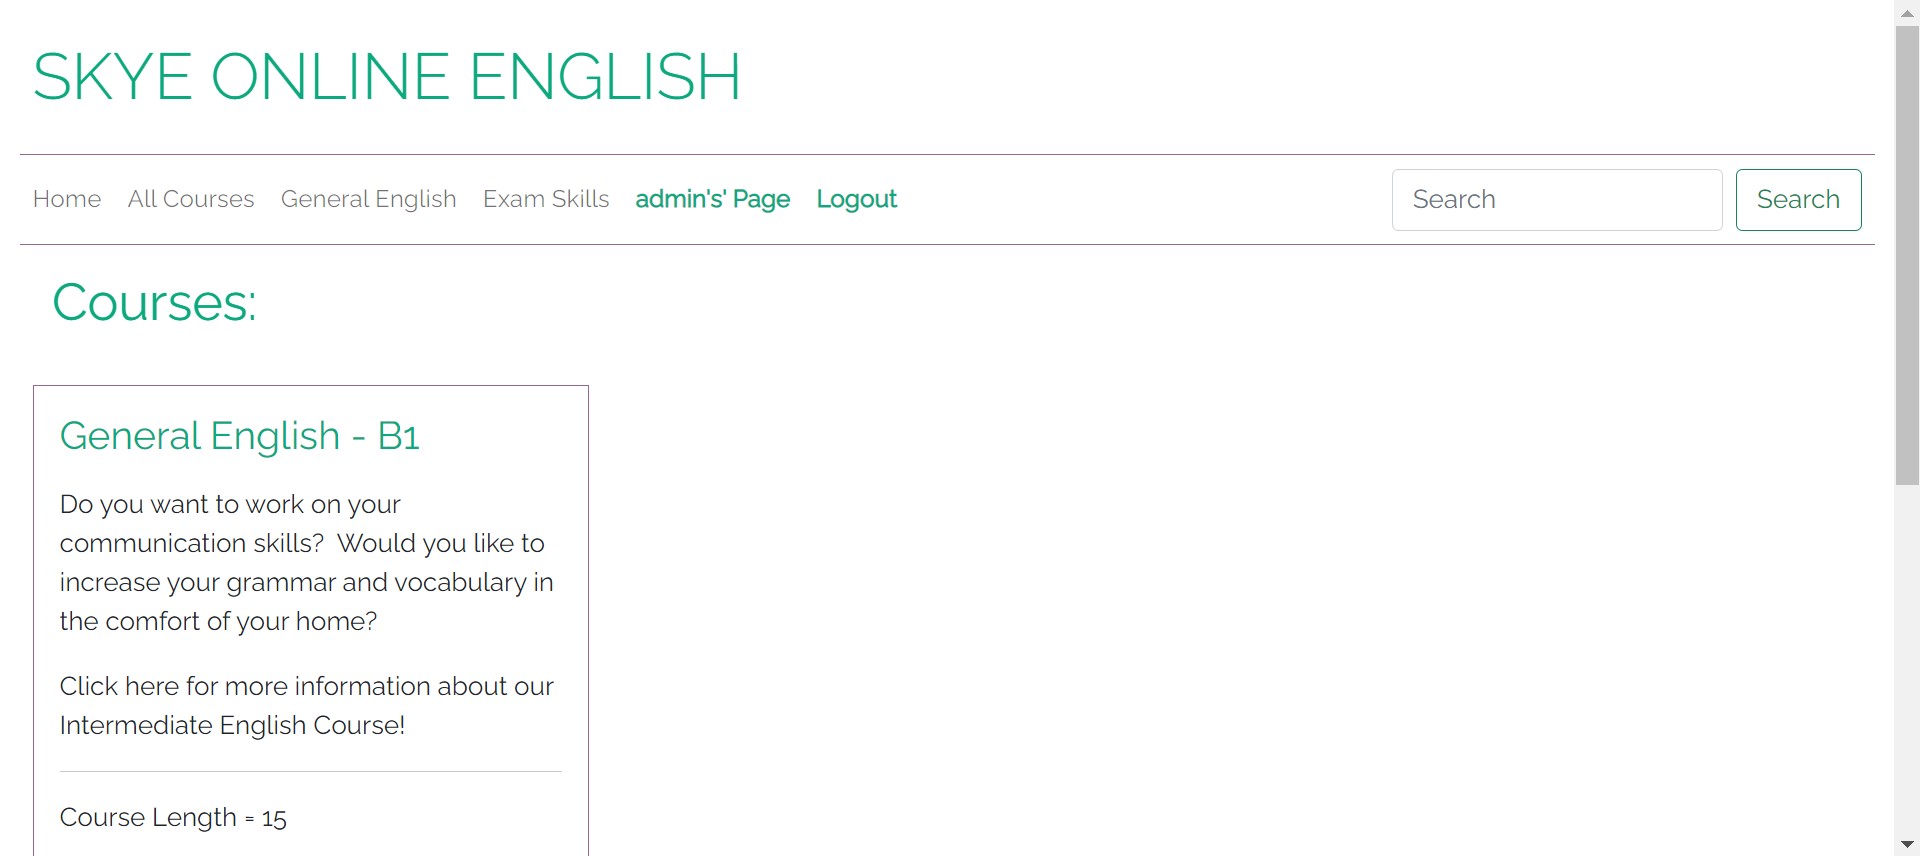 SKYE ONLINE ENGLISH
Home All Courses General English Exam Skills admin's' Page Logout Search Search
Courses:
General English - B1
Do you want to work on your
communication skills?  Would you like to
increase your grammar and vocabulary in
the comfort of your home?
Click here for more information about our
Intermediate English Course!
Course Length = 15